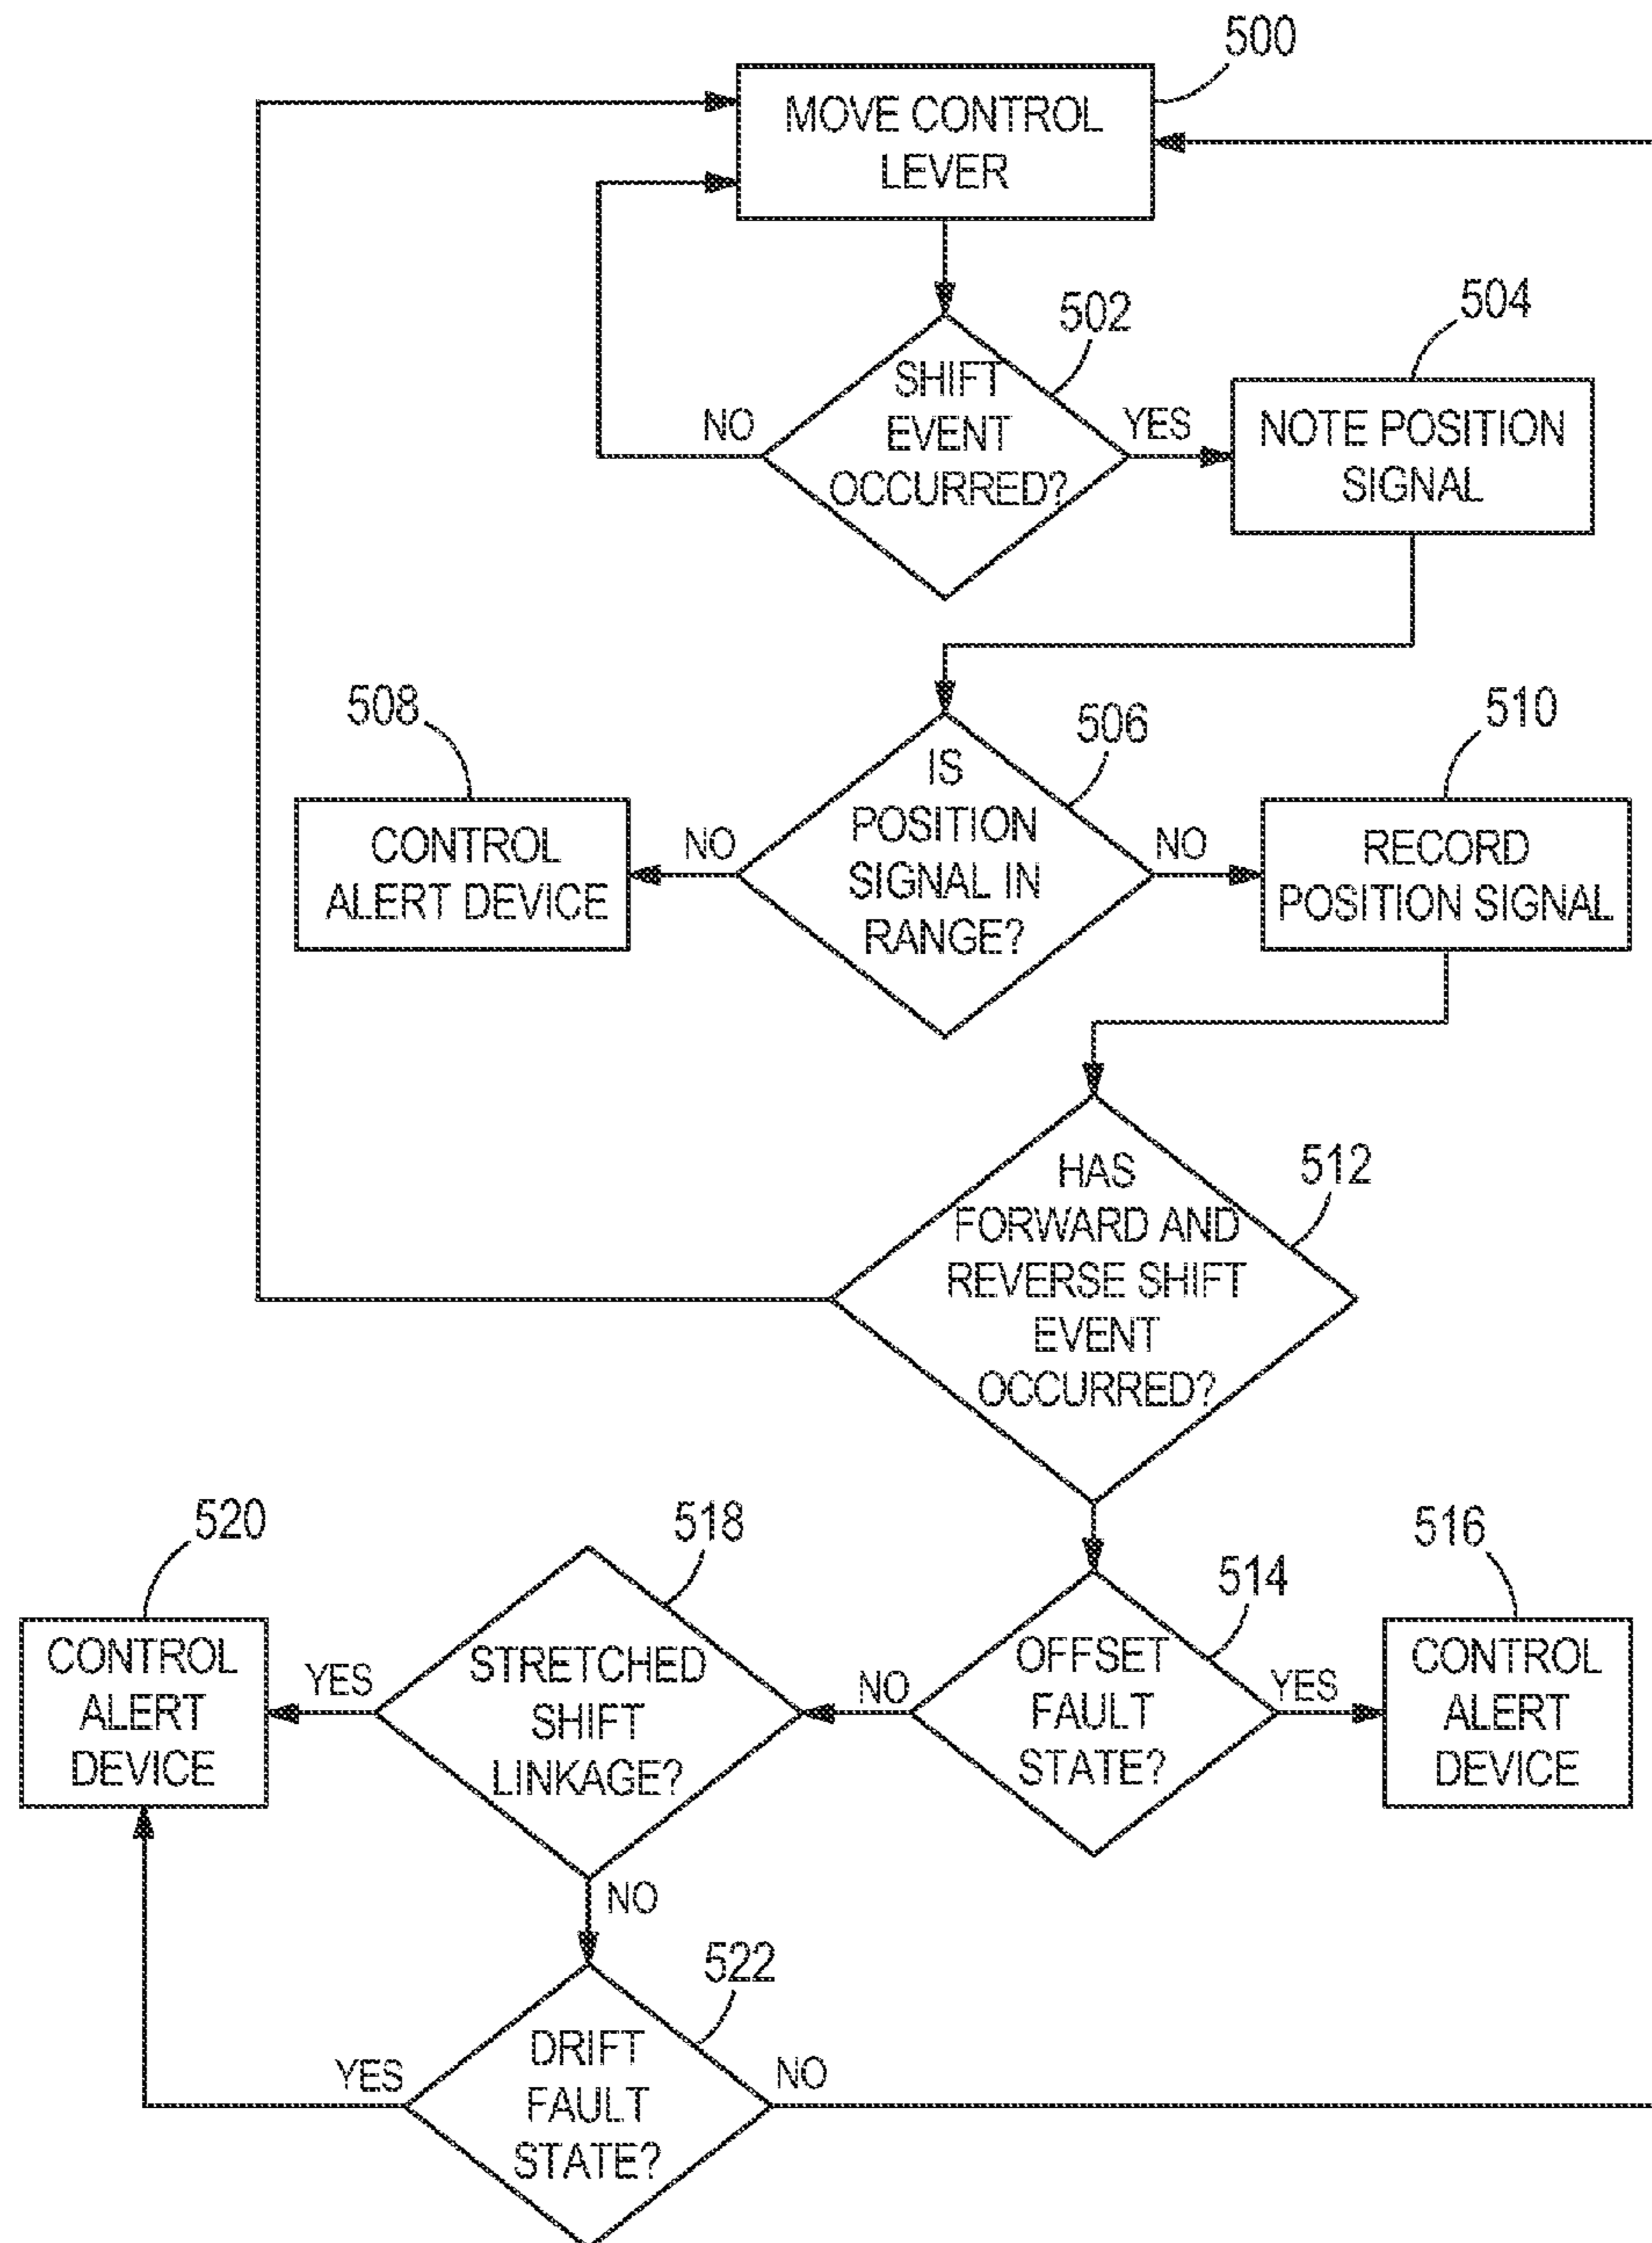 500
MOVE CONTROL
LEVER
502
504
SHIFT
EVENT
OCCURRED?
NO
YES
NOTE POSITION
SIGNAL
508
506
510
IS
POSITION
SIGNAL IN
RANGE?
CONTROL
ALERT DEVICE
NO
NO
RECORD
POSITION SIGNAL
512
HAS
FORWARD AND
REVERSE SHIFT
EVENT
OCCURRED?
520
518
514
516
CONTROL
ALERT
DEVICE
YES
STRETCHED
SHIFT
LINKAGE?
NO
OFFSET
FAULT
STATE?
YES
CONTROL
ALERT
DEVICE
NO
522
YES
DRIFT
FAULT
STATE?
NO